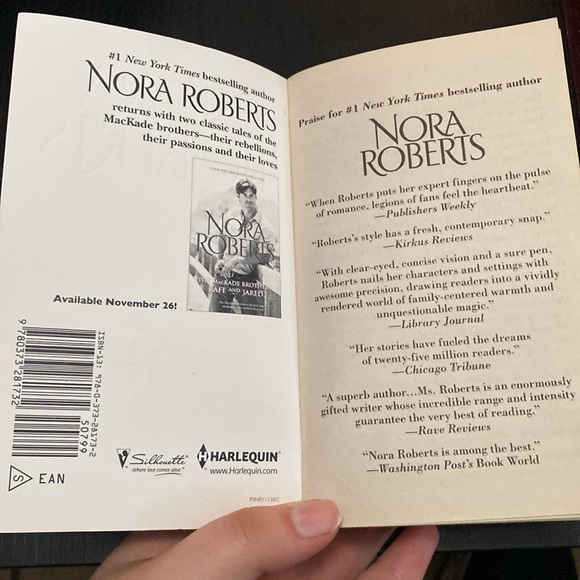 #1 New York Times bestselling author
NORA ROBERTS
returns with two classic tales of the
MacKade brothers—their rebellions,
their passions and their loves
NORA
ROBERTS
Available November 26!
ISBN-13: 978-0-373-28173-2
9 780373 281732
50799
S
EAN
Silhouette®
Where love comes alive™
HARLEQUIN®
www.Harlequin.com
Praise for #1 New York Times bestselling author
NORA
ROBERTS
“When Roberts puts her expert fingers on the pulse
of romance, legions of fans feel the heartbeat.”
—Publishers Weekly
“Roberts’s style has a fresh, contemporary snap.”
—Kirkus Reviews
“With clear-eyed, concise vision and a sure pen,
Roberts nails her characters and settings with
awesome precision, drawing readers into a vividly
rendered world of family-centered warmth and
unquestionable magic.”
—Library Journal
“Her stories have fueled the dreams
of twenty-five million readers.”
—Chicago Tribune
“A superb author...Ms. Roberts is an enormously
gifted writer whose incredible range and intensity
guarantee the very best of reading.”
—Rave Reviews
“Nora Roberts is among the best.”
—Washington Post’s Book World